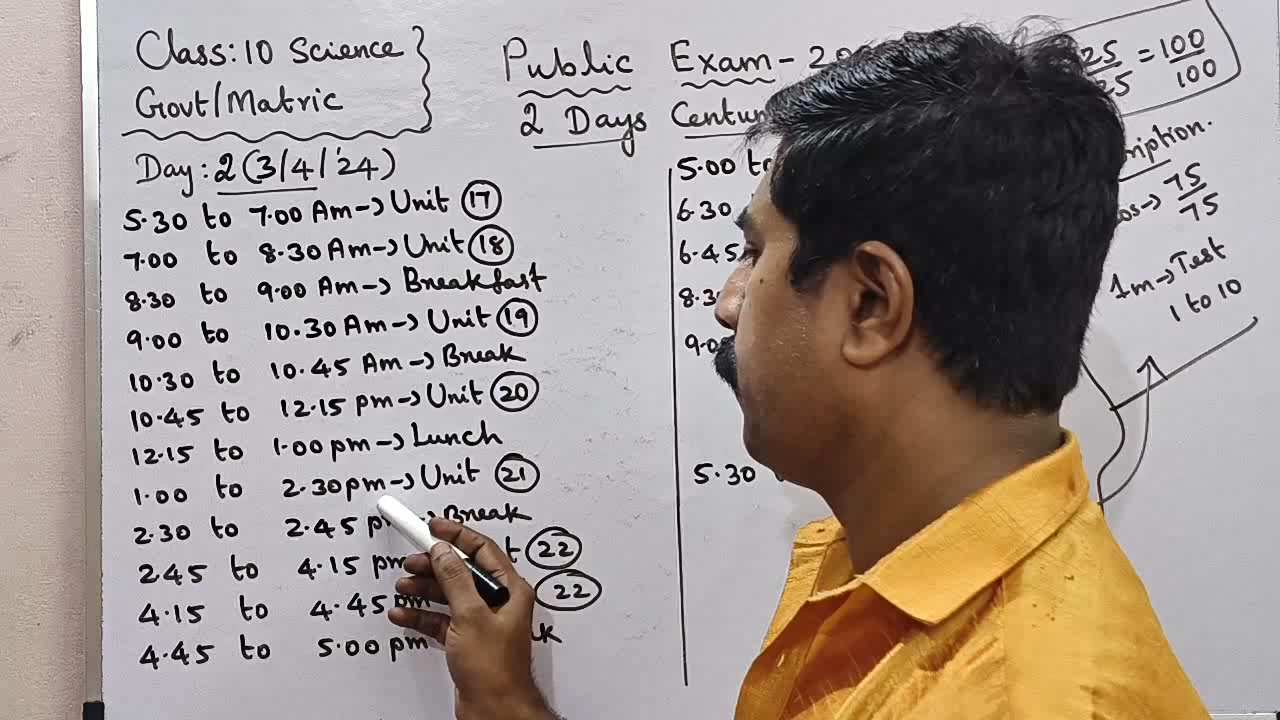 Class: 10 Science
Govt/Matric
Public Exam - 20
2 Days Centu
25 = 100
25 100
Day: 2 (3/4/'24)
5.30 to 7.00 Am -> Unit 17
7.00 to 8.30 Am -> Unit 18
8.30 to 9.00 Am -> Breakfast
9.00 to 10.30 Am -> Unit 19
10.30 to 10.45 Am -> Break
10.45 to 12.15 pm -> Unit 20
12.15 to 1.00 pm -> Lunch
1.00 to 2.30 pm -> Unit 21
2.30 to 2.45 p -> Break
2.45 to 4.15 pm t 22
4.15 to 4.45 pm 22
4.45 to 5.00 pm k
5.00 to
6.30
6.45
8.3
9.0
5.30
mption.
os -> 75
75
1m -> Test
1 to 10